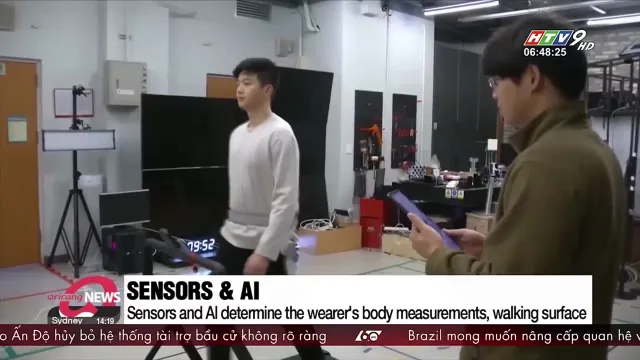 HTV9 HD
06:48:25
09:52
SENSORS & AI
arirang NEWS
Sensors and AI determine the wearer's body measurements, walking surface
Sydney 14:19
o Ấn Độ hủy bỏ hệ thống tài trợ bầu cử không rõ ràng
Brazil mong muốn nâng cấp quan hệ